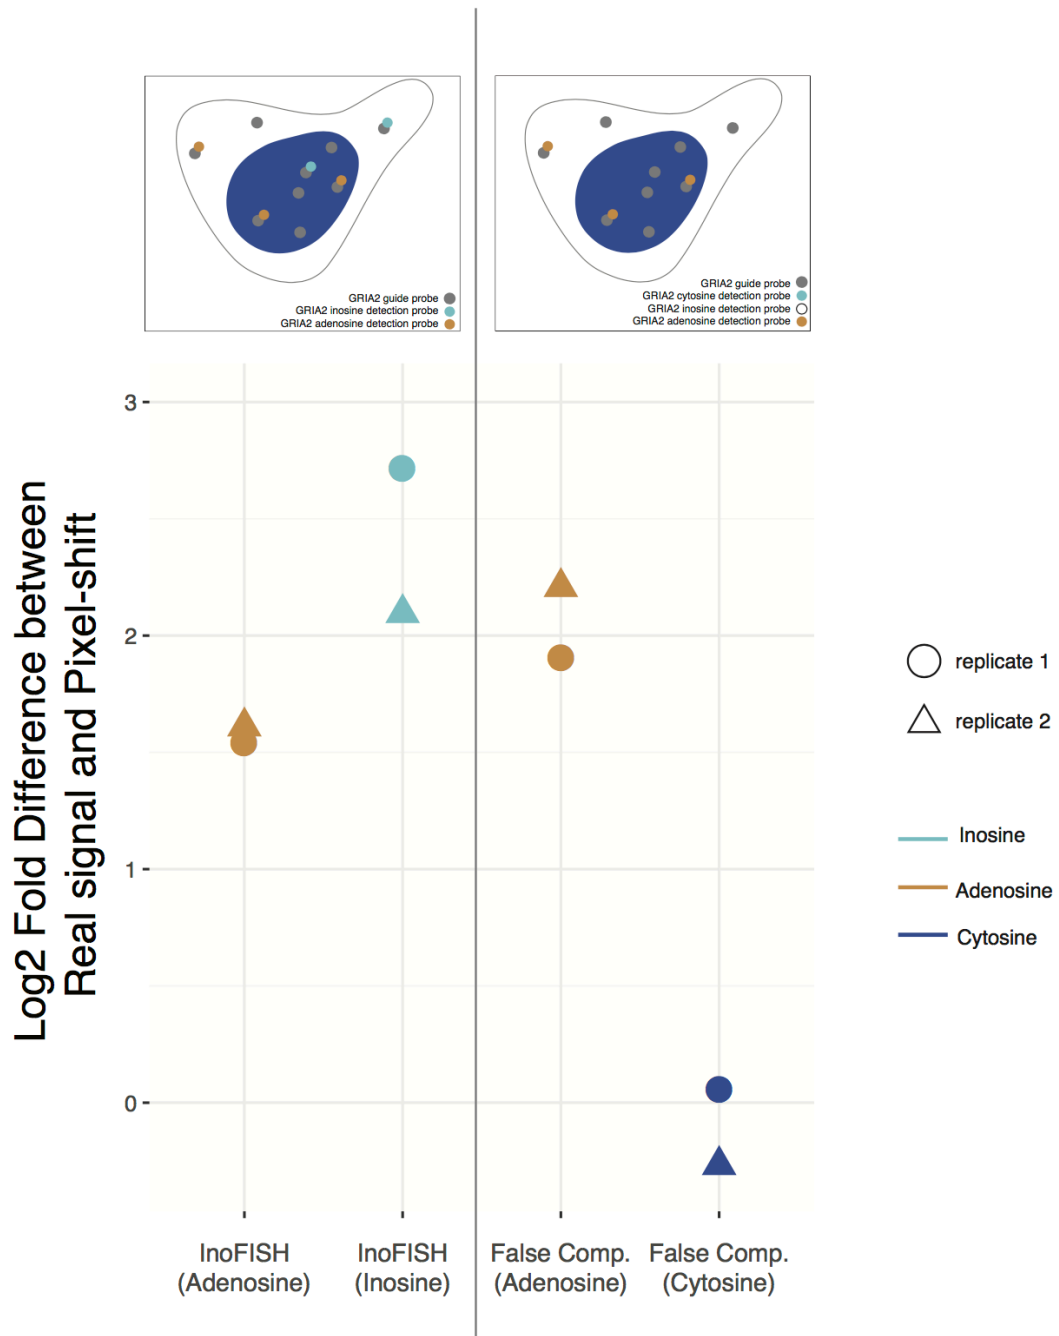 GRIA2 guide probe
GRIA2 inosine detection probe
GRIA2 adenosine detection probe
GRIA2 guide probe
GRIA2 cytosine detection probe
GRIA2 inosine detection probe
GRIA2 adenosine detection probe
Log2 Fold Difference between
Real signal and Pixel-shift
3
2
1
0
InoFISH
(Adenosine)
InoFISH
(Inosine)
False Comp.
(Adenosine)
False Comp.
(Cytosine)
replicate 1
replicate 2
Inosine
Adenosine
Cytosine